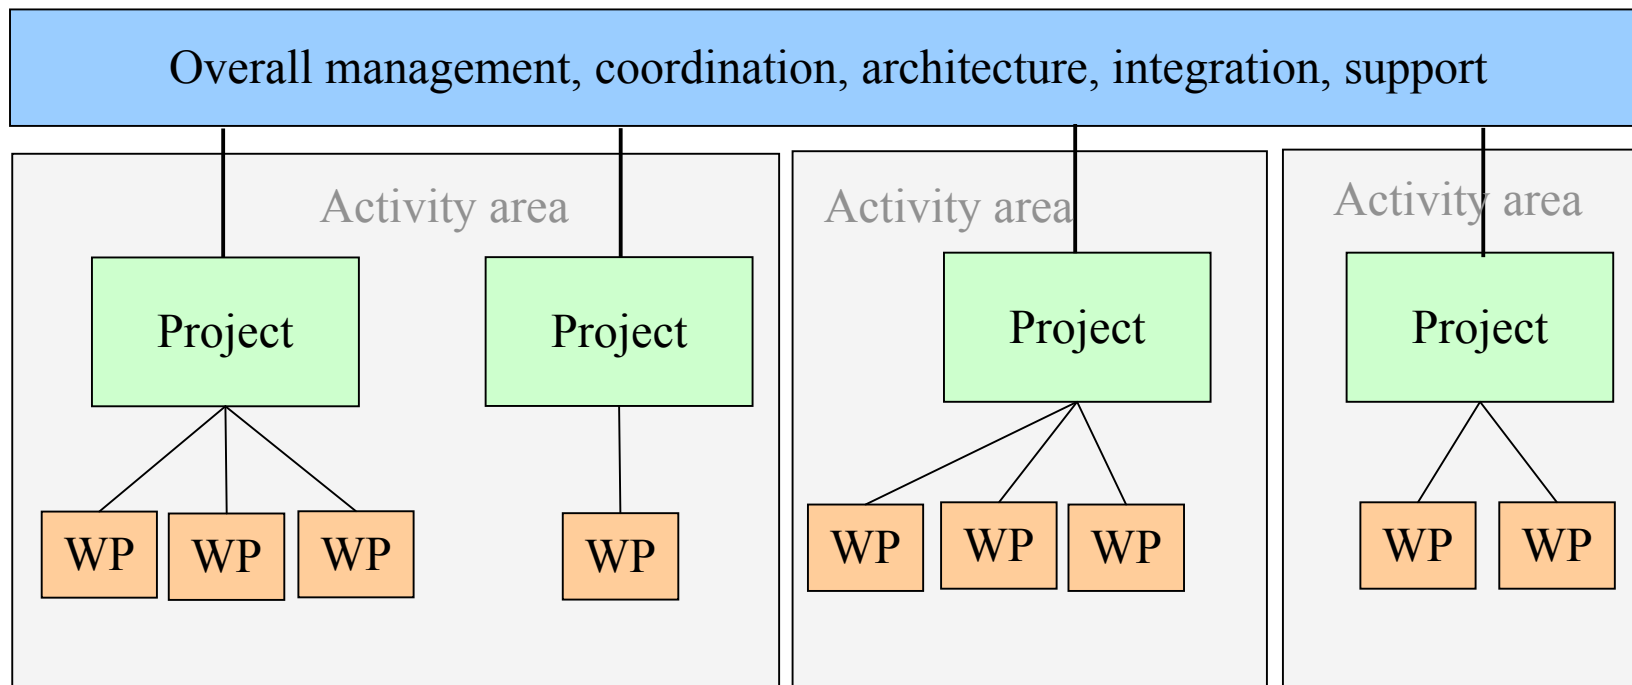 Overall management, coordination, architecture, integration, support
Activity area
Activity area
Activity area
Project
Project
Project
Project
WP
WP
WP
WP
WP
WP
WP
WP
WP